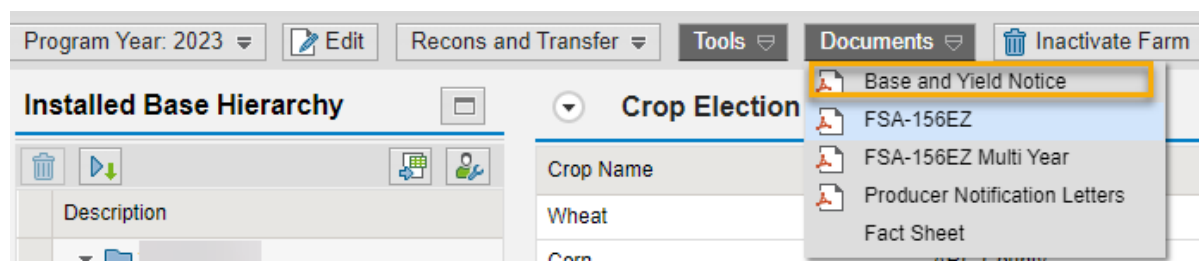 Program Year: 2023 Edit Recons and Transfer Tools Documents Inactivate Farm
Installed Base Hierarchy
Crop Election
Base and Yield Notice
FSA-156EZ
FSA-156EZ Multi Year
Producer Notification Letters
Fact Sheet
Crop Name
Description
Wheat
Corn